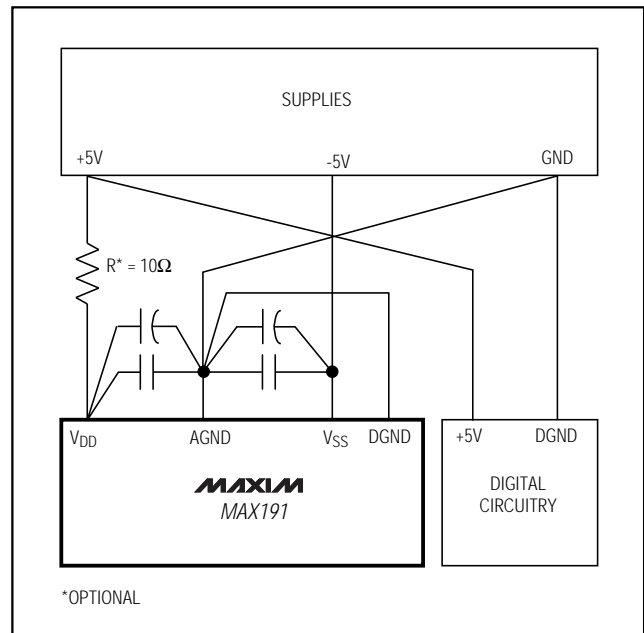 SUPPLIES
+5V -5V GND
R* = 10Ω
VDD AGND VSS DGND
+5V DGND
MAXIM
MAX191
DIGITAL
CIRCUITRY
*OPTIONAL